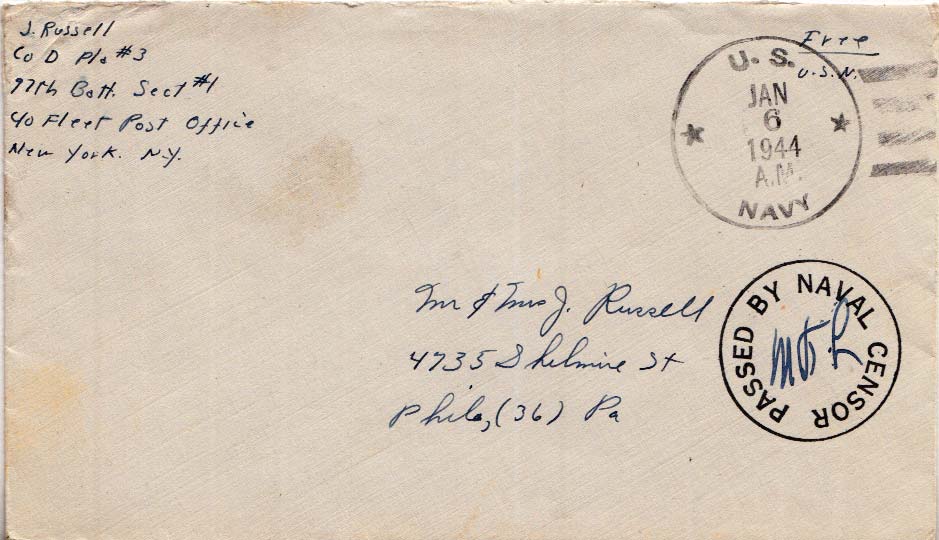 J. Russell
Co D Pla #3
97th Batt. Sect #1
40 Fleet Post Office
New York. N.Y.
Free
U.S.N.
U. S.
JAN
6
1944
A.M.
NAVY
Mr & Mrs J. Russell
4735 Shelmire St
Phila, (36) Pa
PASSED BY NAVAL CENSOR